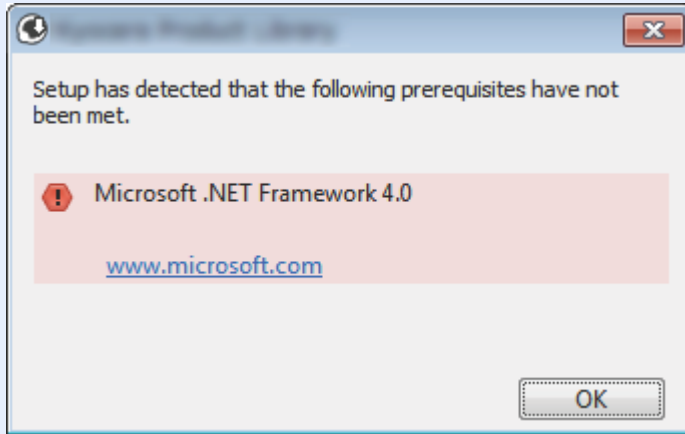 Setup has detected that the following prerequisites have not
been met.
Microsoft .NET Framework 4.0
www.microsoft.com
OK